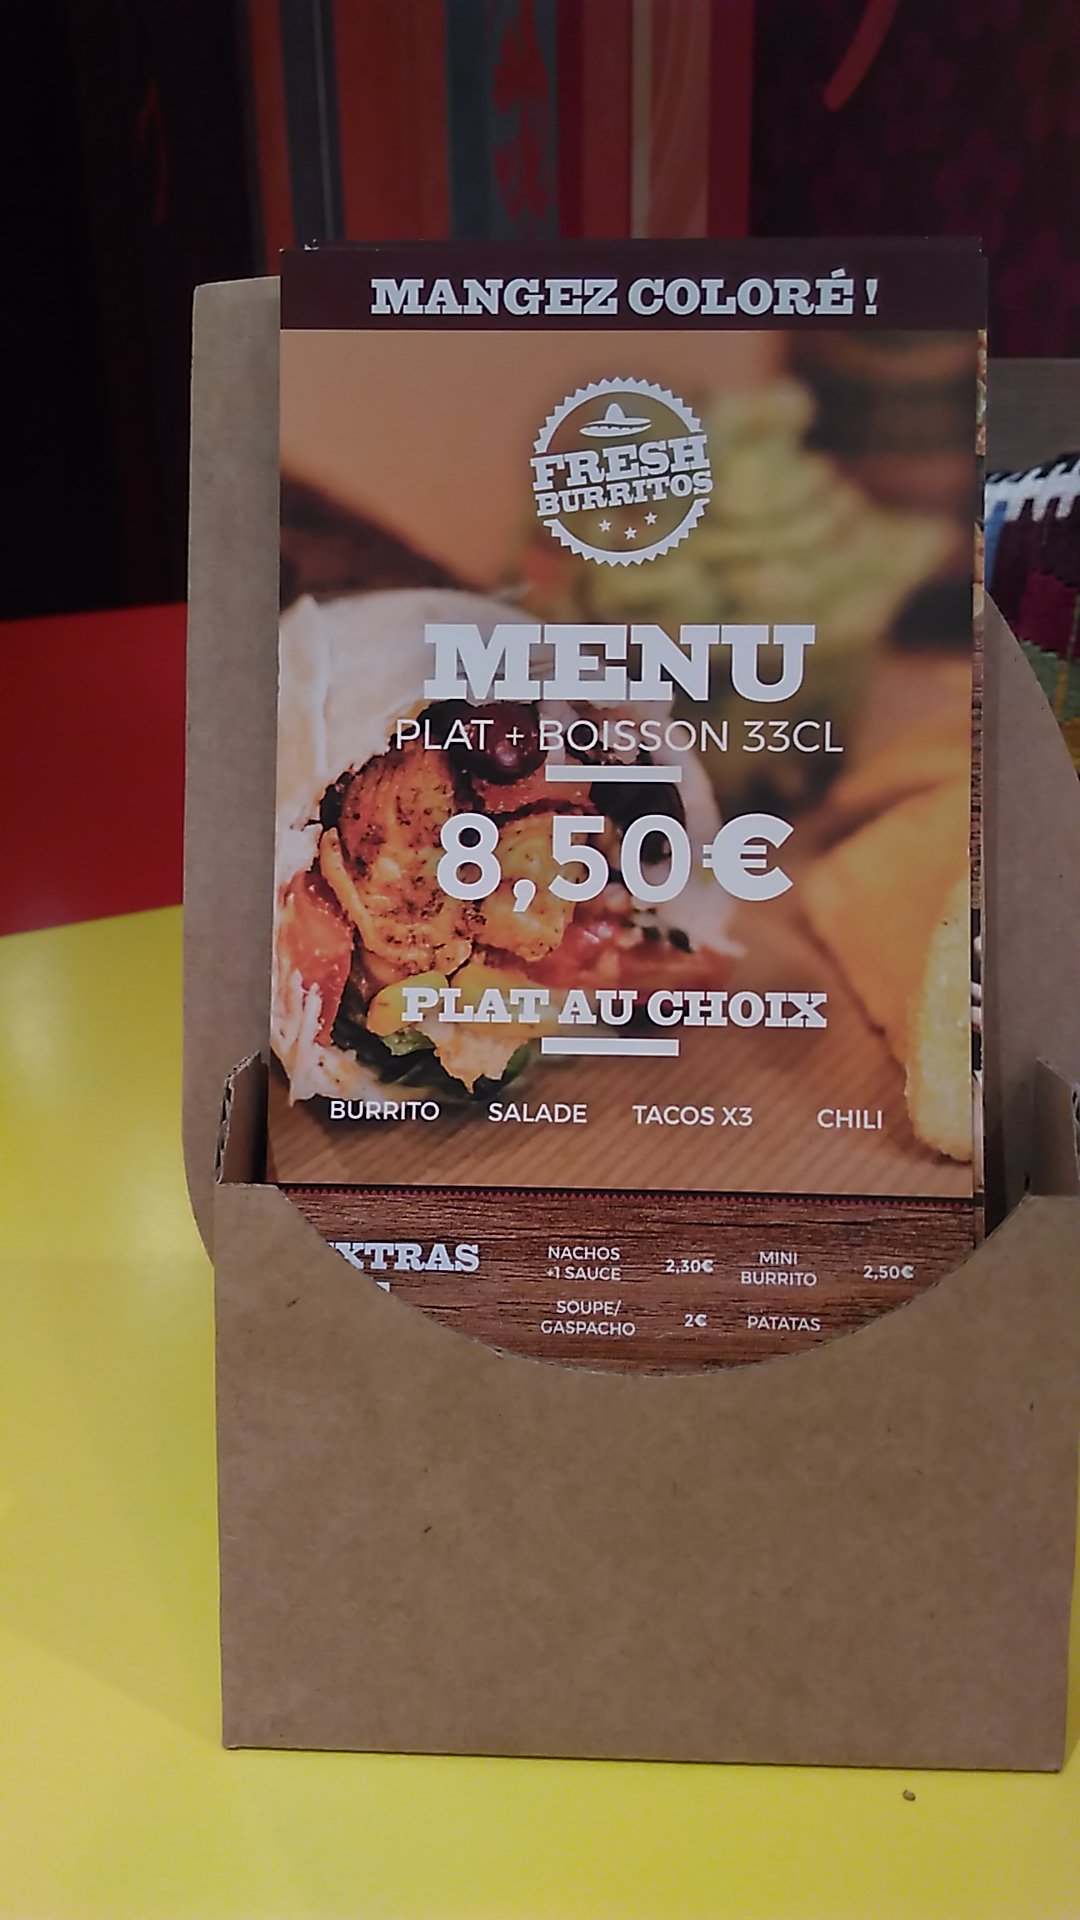 MANGEZ COLORÉ !
FRESH
BURRITOS
MENU
PLAT + BOISSON 33CL
8,50€
PLAT AU CHOIX
BURRITO SALADE TACOS X3 CHILI
NACHOS
+1 SAUCE 2,30€
MINI
BURRITO 2,50€
SOUPE/
GASPACHO 2€
PATATAS